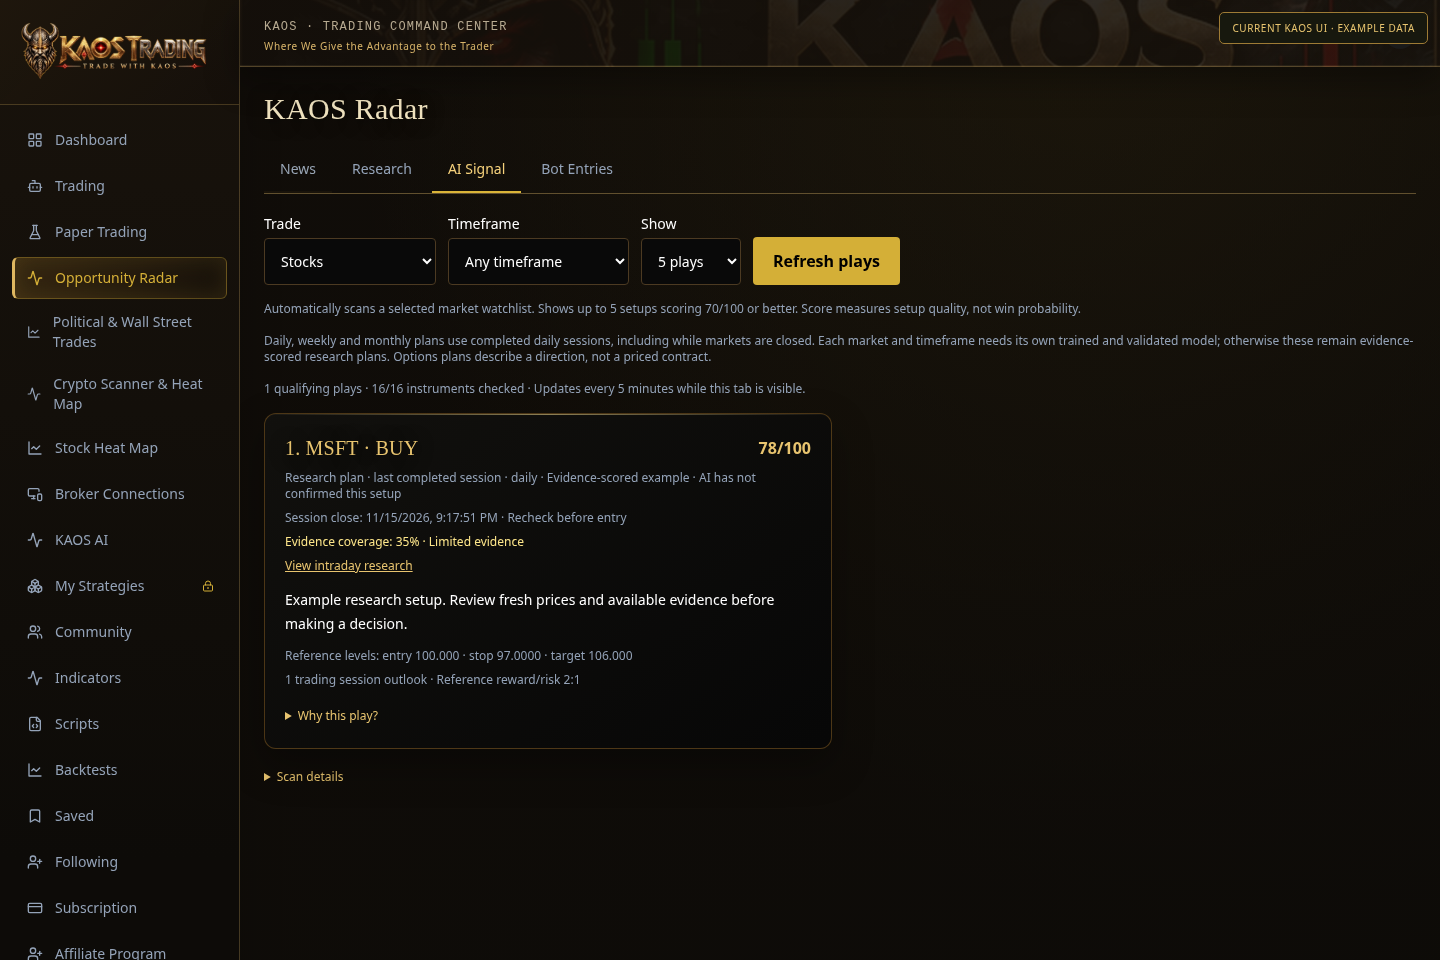 KAOS TRADING
TRADE WITH KAOS
KAOS · TRADING COMMAND CENTER
Where We Give the Advantage to the Trader
KAOS
CURRENT KAOS UI · EXAMPLE DATA
Dashboard
Trading
Paper Trading
Opportunity Radar
Political & Wall Street
Trades
Crypto Scanner & Heat
Map
Stock Heat Map
Broker Connections
KAOS AI
My Strategies
Community
Indicators
Scripts
Backtests
Saved
Following
Subscription
Affiliate Program
KAOS Radar
News Research AI Signal Bot Entries
Trade Timeframe Show
Stocks Any timeframe 5 plays Refresh plays
Automatically scans a selected market watchlist. Shows up to 5 setups scoring 70/100 or better. Score measures setup quality, not win probability.
Daily, weekly and monthly plans use completed daily sessions, including while markets are closed. Each market and timeframe needs its own trained and validated model; otherwise these remain evidence-
scored research plans. Options plans describe a direction, not a priced contract.
1 qualifying plays · 16/16 instruments checked · Updates every 5 minutes while this tab is visible.
1. MSFT · BUY 78/100
Research plan · last completed session · daily · Evidence-scored example · AI has not
confirmed this setup
Session close: 11/15/2026, 9:17:51 PM · Recheck before entry
Evidence coverage: 35% · Limited evidence
View intraday research
Example research setup. Review fresh prices and available evidence before
making a decision.
Reference levels: entry 100.000 · stop 97.0000 · target 106.000
1 trading session outlook · Reference reward/risk 2:1
Why this play?
Scan details